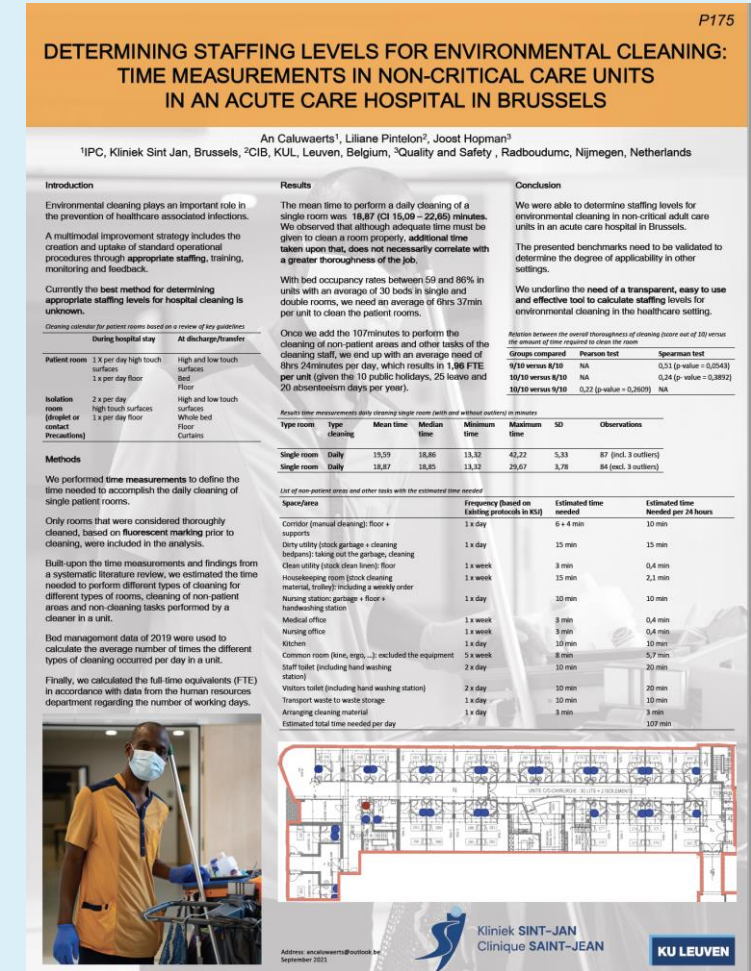 P175
DETERMINING STAFFING LEVELS FOR ENVIRONMENTAL CLEANING:
TIME MEASUREMENTS IN NON-CRITICAL CARE UNITS
IN AN ACUTE CARE HOSPITAL IN BRUSSELS
An Caluwaerts¹, Liliane Pintelon², Joost Hopman³
¹IPC, Kliniek Sint Jan, Brussels, ²CIB, KUL, Leuven, Belgium, ³Quality and Safety , Radboudumc, Nijmegen, Netherlands
Introduction
Environmental cleaning plays an important role in
the prevention of healthcare associated infections.
A multimodal improvement strategy includes the
creation and uptake of standard operational
procedures through appropriate staffing, training,
monitoring and feedback.
Currently the best method for determining
appropriate staffing levels for hospital cleaning is
unknown.
Cleaning calendar for patient rooms based on a review of key guidelines
During hospital stay At discharge/transfer
Patient room 1 X per day high touch High and low touch
surfaces surfaces
1 x per day floor Bed
Floor
Isolation 2 x per day High and low touch
room high touch surfaces surfaces
(droplet or 1 x per day floor Whole bed
contact Floor
Precautions) Curtains
Methods
We performed time measurements to define the
time needed to accomplish the daily cleaning of
single patient rooms.
Only rooms that were considered thoroughly
cleaned, based on fluorescent marking prior to
cleaning, were included in the analysis.
Built-upon the time measurements and findings from
a systematic literature review, we estimated the time
needed to perform different types of cleaning for
different types of rooms, cleaning of non-patient
areas and non-cleaning tasks performed by a
cleaner in a unit.
Bed management data of 2019 were used to
calculate the average number of times the different
types of cleaning occurred per day in a unit.
Finally, we calculated the full-time equivalents (FTE)
in accordance with data from the human resources
department regarding the number of working days.
Results
The mean time to perform a daily cleaning of a
single room was 18,87 (CI 15,09 – 22,65) minutes.
We observed that although adequate time must be
given to clean a room properly, additional time
taken upon that, does not necessarily correlate with
a greater thoroughness of the job.
With bed occupancy rates between 59 and 86% in
units with an average of 30 beds in single and
double rooms, we need an average of 6hrs 37min
per unit to clean the patient rooms.
Once we add the 107minutes to perform the
cleaning of non-patient areas and other tasks of the
cleaning staff, we end up with an average need of
8hrs 24minutes per day, which results in 1,96 FTE
per unit (given the 10 public holidays, 25 leave and
20 absenteeism days per year).
Conclusion
We were able to determine staffing levels for
environmental cleaning in non-critical adult care
units in an acute care hospital in Brussels.
The presented benchmarks need to be validated to
determine the degree of applicability in other
settings.
We underline the need of a transparent, easy to use
and effective tool to calculate staffing levels for
environmental cleaning in the healthcare setting.
Relation between the overall thoroughness of cleaning (score out of 10) versus
the amount of time required to clean the room
Groups compared Pearson test Spearman test
9/10 versus 8/10 NA 0,51 (p-value = 0,0543)
10/10 versus 8/10 NA 0,24 (p- value = 0,3892)
10/10 versus 9/10 0,22 (p-value = 0,2609) NA
Results time measurements daily cleaning single room (with and without outliers) in minutes
Type room Type Mean time Median Minimum Maximum SD Observations
cleaning time time time
Single room Daily 19,59 18,86 13,32 42,22 5,33 87 (incl. 3 outliers)
Single room Daily 18,87 18,85 13,32 29,67 3,78 84 (excl. 3 outliers)
List of non-patient areas and other tasks with the estimated time needed
Space/area Frequency (based on Estimated time Estimated time
Existing protocols in KSJ) needed Needed per 24 hours
Corridor (manual cleaning): floor + 1 x day 6 + 4 min 10 min
supports
Dirty utility (stock garbage + cleaning 1 x day 15 min 15 min
bedpans): taking out the garbage, cleaning
Clean utility (stock clean linen): floor 1 x week 3 min 0,4 min
Housekeeping room (stock cleaning 1 x week 15 min 2,1 min
material, trolley): including a weekly order
Nursing station: garbage + floor + 1 x day 10 min 10 min
handwashing station
Medical office 1 x week 3 min 0,4 min
Nursing office 1 x week 3 min 0,4 min
Kitchen 1 x day 10 min 10 min
Common room (kine, ergo, ...): excluded the equipment 5 x week 8 min 5,7 min
Staff toilet (including hand washing 2 x day 10 min 20 min
station)
Visitors toilet (including hand washing station) 2 x day 10 min 20 min
Transport waste to waste storage 1 x day 10 min 10 min
Arranging cleaning material 1 x day 3 min 3 min
Estimated total time needed per day 107 min
Address: ancaluwaerts@outlook.be
September 2021
Kliniek SINT-JAN
Clinique SAINT-JEAN
KU LEUVEN